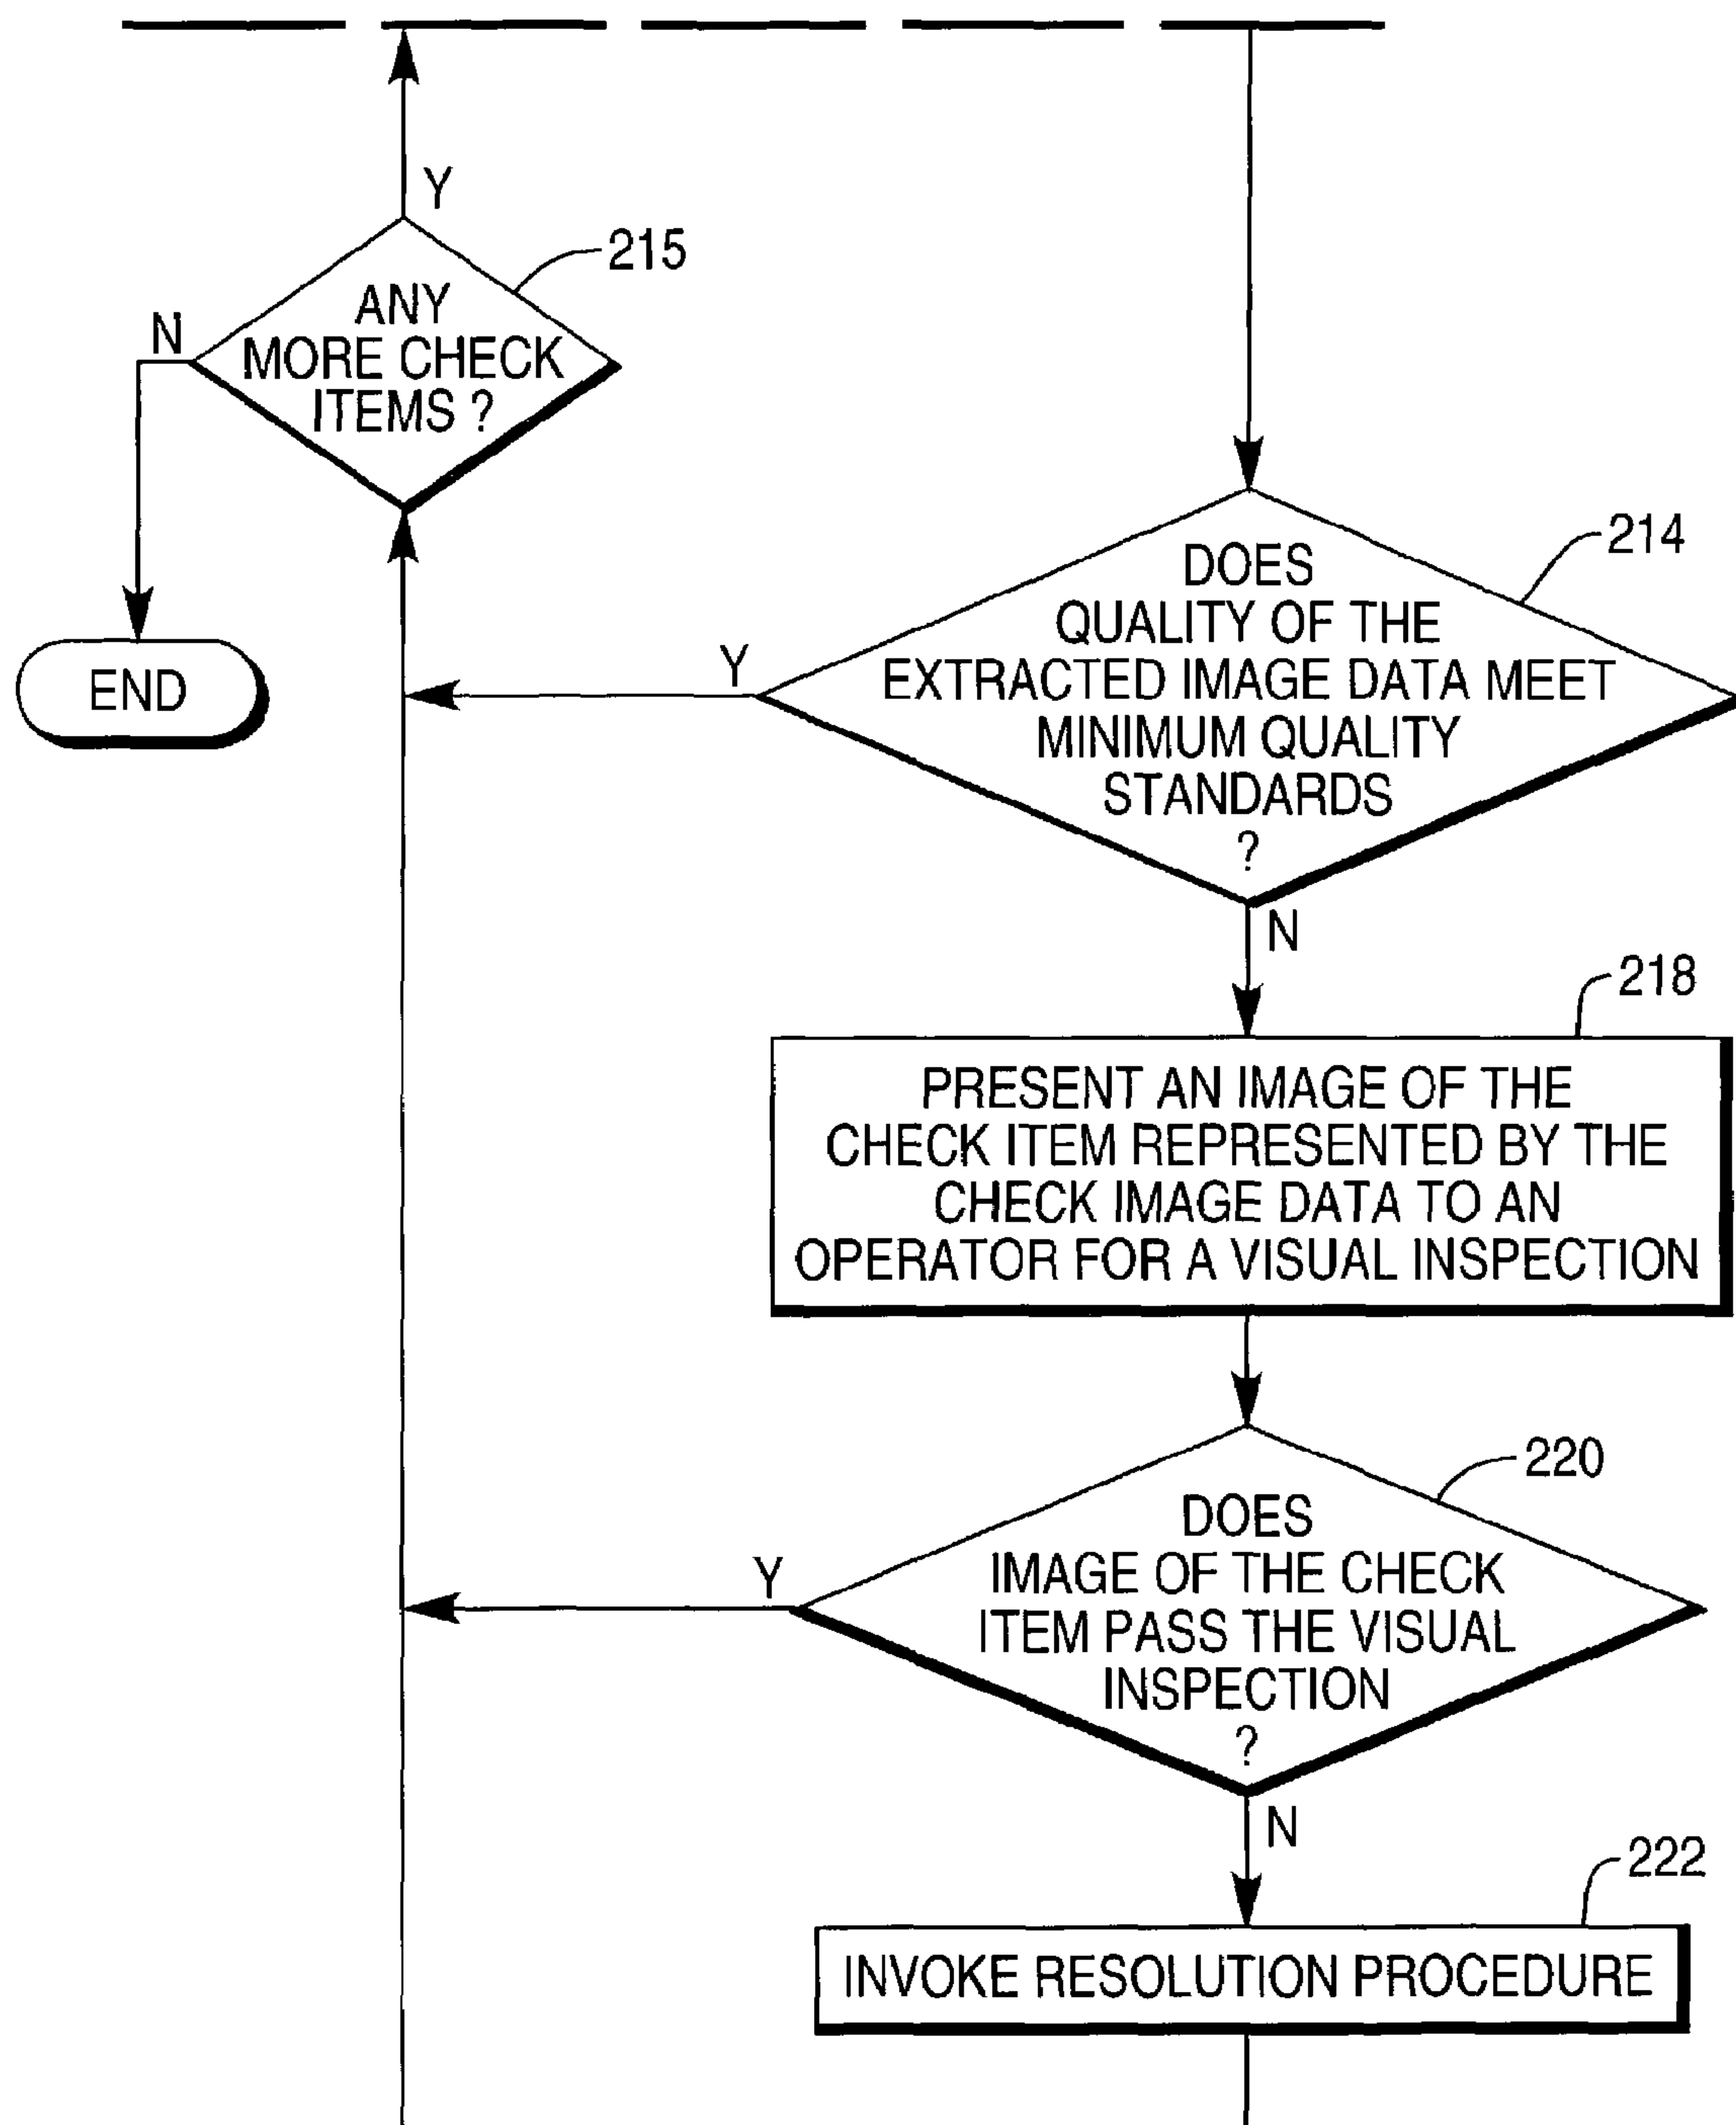 Y
215
ANY
MORE CHECK
ITEMS ?
N
END
214
DOES
QUALITY OF THE
EXTRACTED IMAGE DATA MEET
MINIMUM QUALITY
STANDARDS
?
Y
N
218
PRESENT AN IMAGE OF THE
CHECK ITEM REPRESENTED BY THE
CHECK IMAGE DATA TO AN
OPERATOR FOR A VISUAL INSPECTION
220
DOES
IMAGE OF THE CHECK
ITEM PASS THE VISUAL
INSPECTION
?
Y
N
222
INVOKE RESOLUTION PROCEDURE